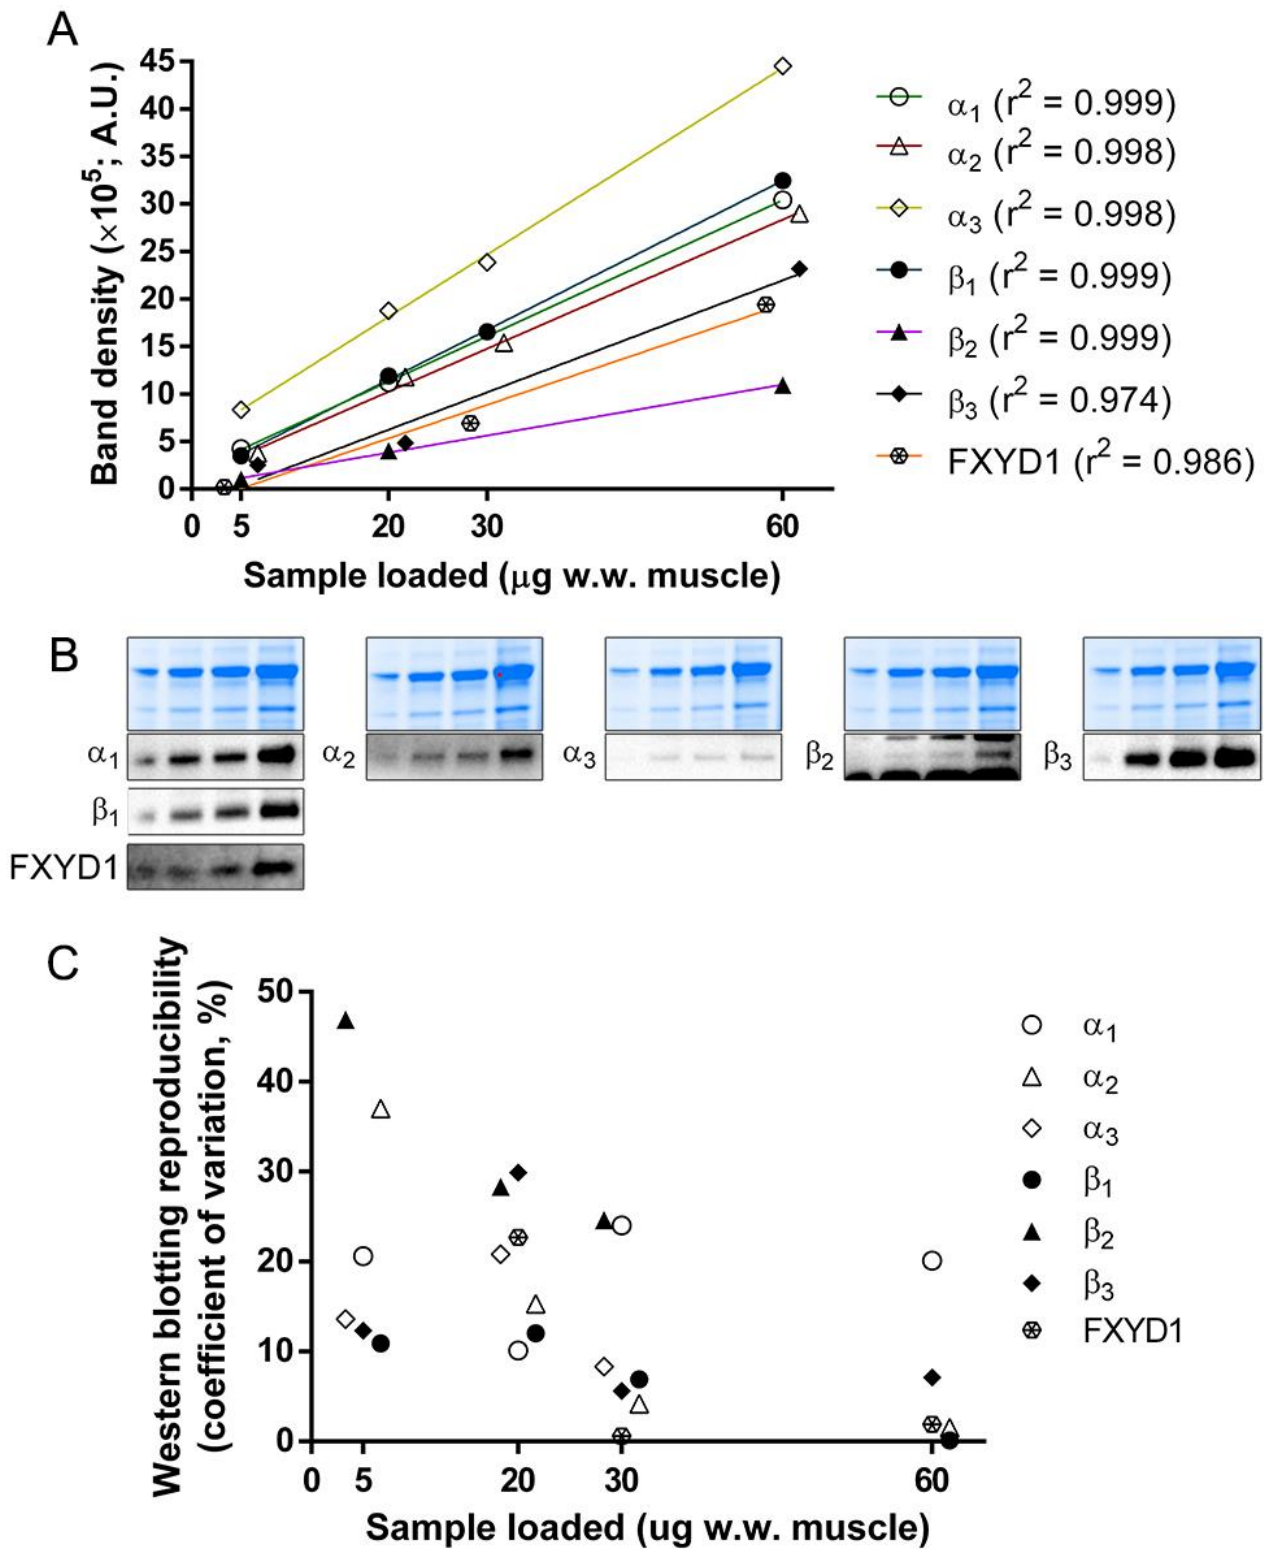 A
Band density (×10⁵; A.U.)
45
40
35
30
25
20
15
10
5
0
0 5 20 30 60
Sample loaded (μg w.w. muscle)
α₁ (r² = 0.999)
α₂ (r² = 0.998)
α₃ (r² = 0.998)
β₁ (r² = 0.999)
β₂ (r² = 0.999)
β₃ (r² = 0.974)
FXYD1 (r² = 0.986)
B
α₁ α₂ α₃ β₂ β₃
β₁
FXYD1
C
Western blotting reproducibility
(coefficient of variation, %)
50
40
30
20
10
0
0 5 20 30 60
Sample loaded (ug w.w. muscle)
α₁
α₂
α₃
β₁
β₂
β₃
FXYD1